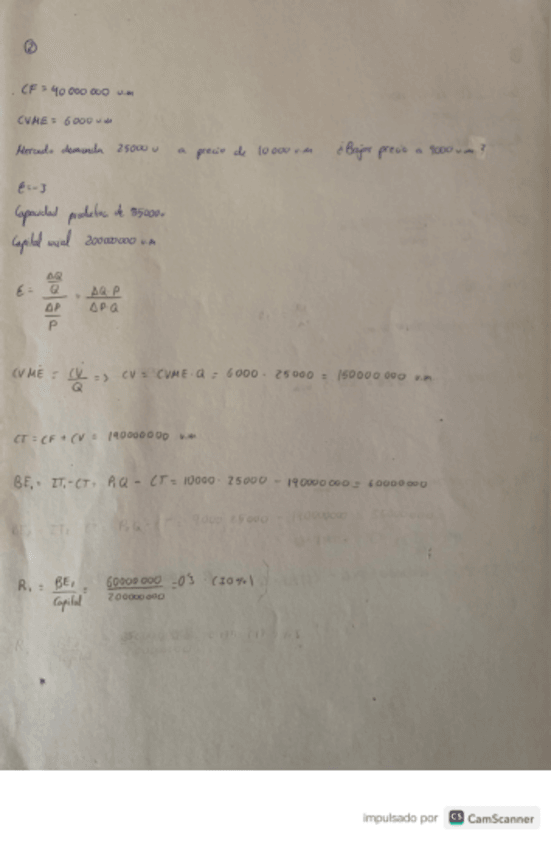 ②
CF = 40 000 000 u.m
CVME = 6000 u.m
Mercado demanda 25000 u a precio de 10 000 u.m ¿Bajar precio a 9000 u.m?
E = -3
Capacidad productiva de 35000u
Capital social 200000000 u.m
E = ΔQ/Q / ΔP/P = ΔQ·P / ΔP·Q
CVME = CV/Q => CV = CVME·Q = 6000 · 25000 = 150000000 u.m
CT = CF + CV = 190000000 u.m
BE₁ = IT₁-CT = P₁Q - CT = 10000 · 25000 - 190000000 = 60000000
R₁ = BE₁/Capital = 60000000/200000000 = 0'3 (30%)
impulsado por CS CamScanner